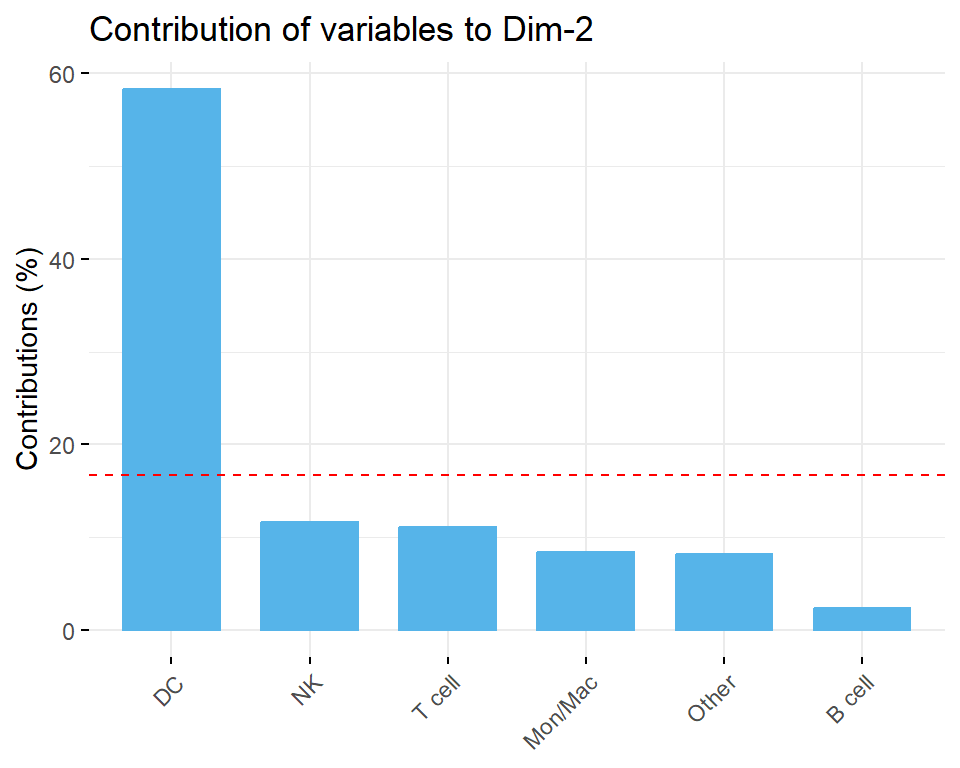 Contribution of variables to Dim-2
Contributions (%)
60
40
20
0
DC
NK
T cell
Mon/Mac
Other
B cell